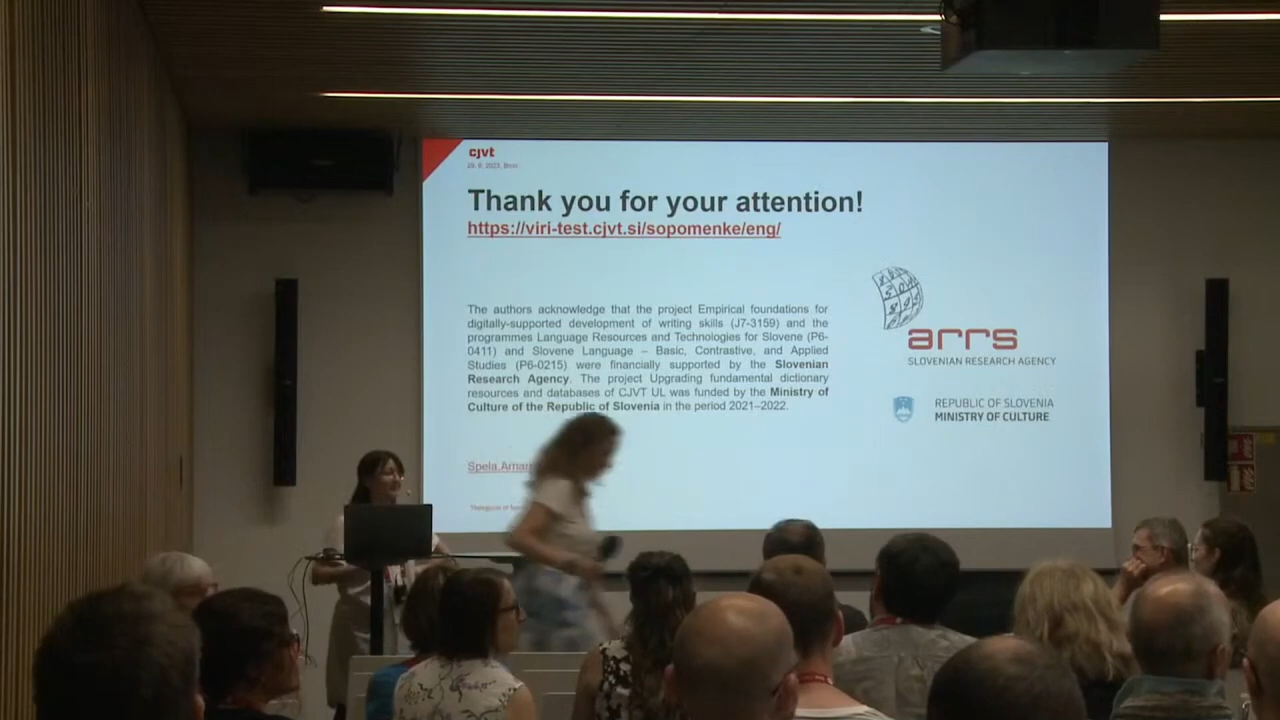 cjvt
Thank you for your attention!
https://viri-test.cjvt.si/sopomenke/eng/
The authors acknowledge that the project Empirical foundations for
digitally-supported development of writing skills (J7-3159) and the
programmes Language Resources and Technologies for Slovene (P6-
0411) and Slovene Language – Basic, Contrastive, and Applied
Studies (P6-0215) were financially supported by the Slovenian
Research Agency. The project Upgrading fundamental dictionary
resources and databases of CJVT UL was funded by the Ministry of
Culture of the Republic of Slovenia in the period 2021–2022.
arrs
SLOVENIAN RESEARCH AGENCY
REPUBLIC OF SLOVENIA
MINISTRY OF CULTURE